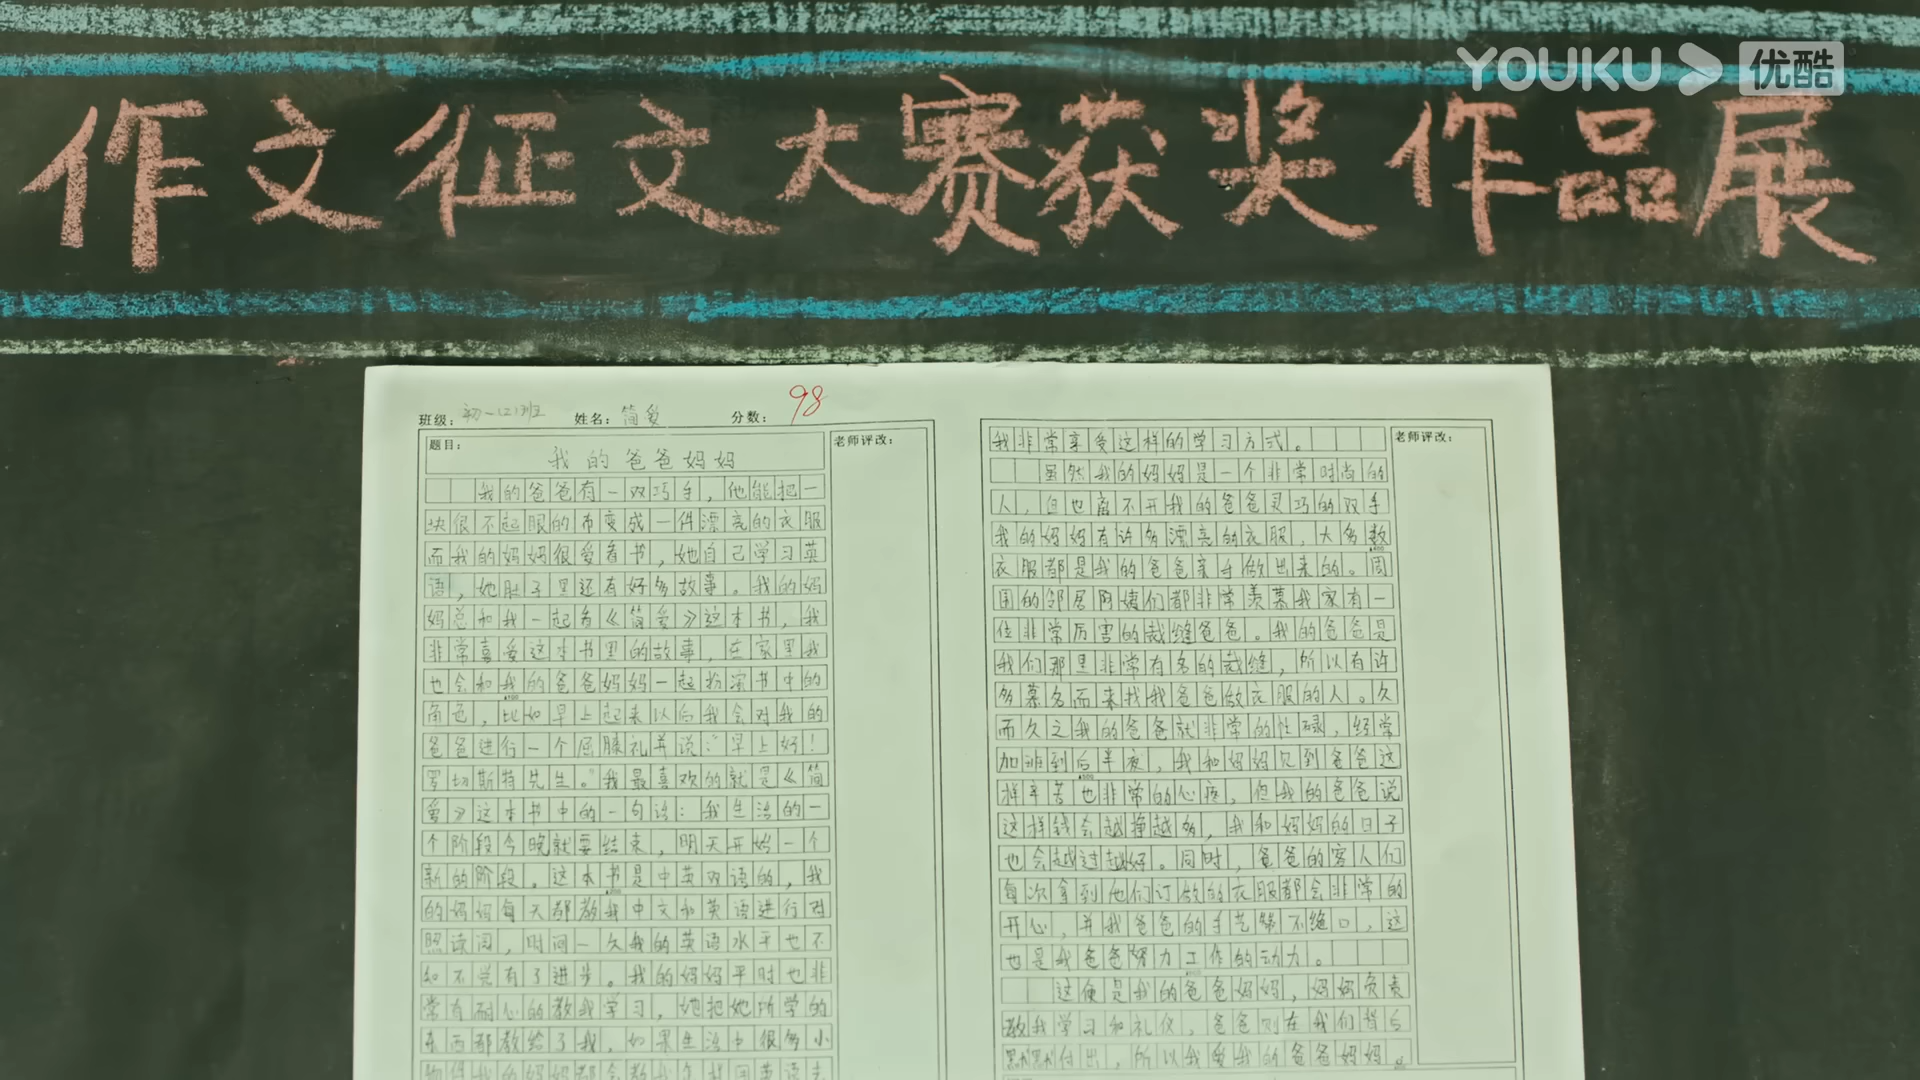 YOUKU 优酷
作文征文大赛获奖作品展
班级：初一(2)班 姓名：简爱 分数：98
题目：
老师评改：
我的爸爸妈妈
我的爸爸有一双巧手，他能把一
块很不起眼的布变成一件漂亮的衣服
而我的妈妈很爱看书，她自己学习英
语，她肚子里还有好多故事。我的妈
妈总和我一起看《简爱》这本书，我
非常喜爱这本书里的故事，在家里我
也会和我的爸爸妈妈一起扮演书中的
角色，比如早上起来以后我会对我的
爸爸进行一个屈膝礼并说：“早上好！
罗切斯特先生。”我最喜欢的就是《简
爱》这本书中的一句话：我生活的一
个阶段今晚就要结束，明天开始一个
新的阶段。这本书是中英双语的，我
的妈妈每天都教我中文和英语进行对
照读阅，时间一久我的英语水平也不
知不觉有了进步。我的妈妈平时也非
常有耐心的教我学习，她把她所学的
东西都教给了我，如果生活中很多小
物件我的妈妈都会教我怎样用英语去
我非常享受这样的学习方式。
老师评改：
虽然我的妈妈是一个非常时尚的
人，但也离不开我的爸爸灵巧的双手
我的妈妈有许多漂亮的衣服，大多数
衣服都是我的爸爸亲手做出来的。周
围的邻居阿姨们都非常羡慕我家有一
位非常厉害的裁缝爸爸。我的爸爸是
我们那里非常有名的裁缝，所以有许
多慕名而来找我爸爸做衣服的人。久
而久之我的爸爸就非常的忙碌，经常
加班到后半夜，我和妈妈见到爸爸这
样辛苦也非常的心疼，但我的爸爸说
这样钱会越挣越多，我和妈妈的日子
也会越过越好。同时，爸爸的客人们
每次拿到他们订做的衣服都会非常的
开心，并我爸爸的手艺赞不绝口，这
也是我爸爸努力工作的动力。
这便是我的爸爸妈妈，妈妈负责
教我学习和礼仪，爸爸则在我们背后
默默付出，所以我爱我的爸爸妈妈。